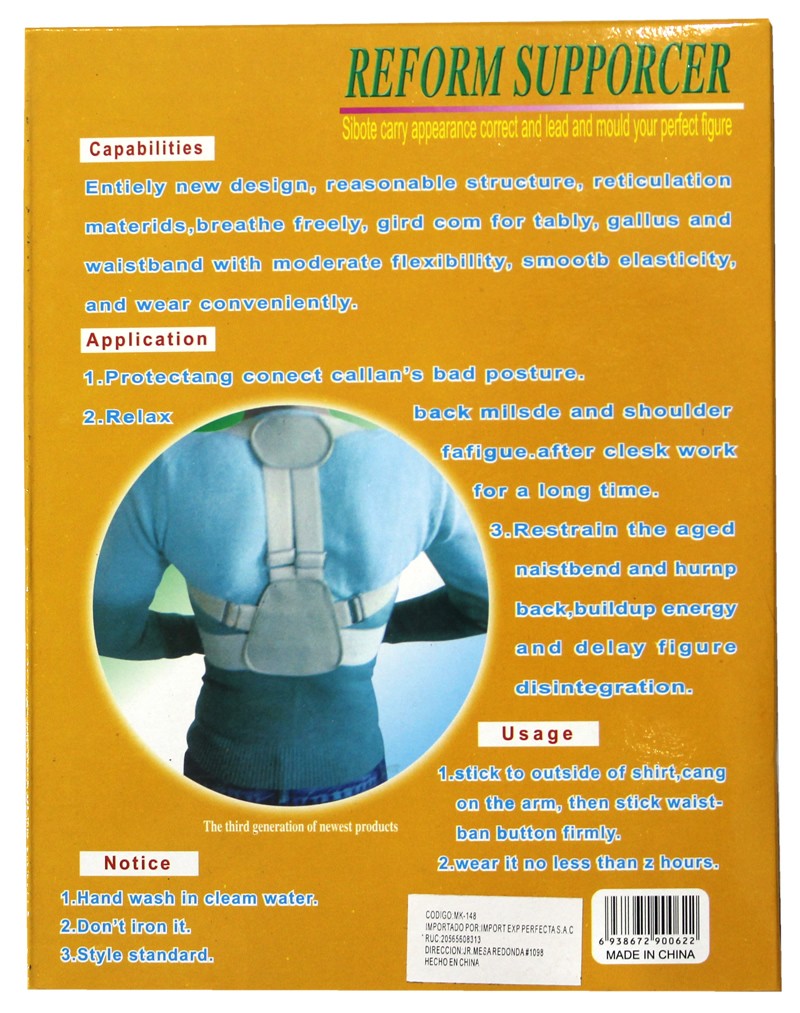 REFORM SUPPORCER
Sibote carry appearance correct and lead and mould your perfect figure
Capabilities
Entiely new design, reasonable structure, reticulation
materids,breathe freely, gird com for tably, gallus and
waistband with moderate flexibility, smootb elasticity,
and wear conveniently.
Application
1.Protectang conect callan's bad posture.
2.Relax back milsde and shoulder
fafigue.after clesk work
for a long time.
3.Restrain the aged
naistbend and hurnp
back,buildup energy
and delay figure
disintegration.
Usage
1.stick to outside of shirt,cang
on the arm, then stick waist-
ban button firmly.
2.wear it no less than z hours.
The third generation of newest products
Notice
1.Hand wash in cleam water.
2.Don't iron it.
3.Style standard.
CODIGO:MK-148
IMPORTADO POR:IMPORT EXP PERFECTA S.A.C
RUC:20565508313
DIRECCION:JR.MESA REDONDA #1098
HECHO EN CHINA
6 938672 900622
MADE IN CHINA